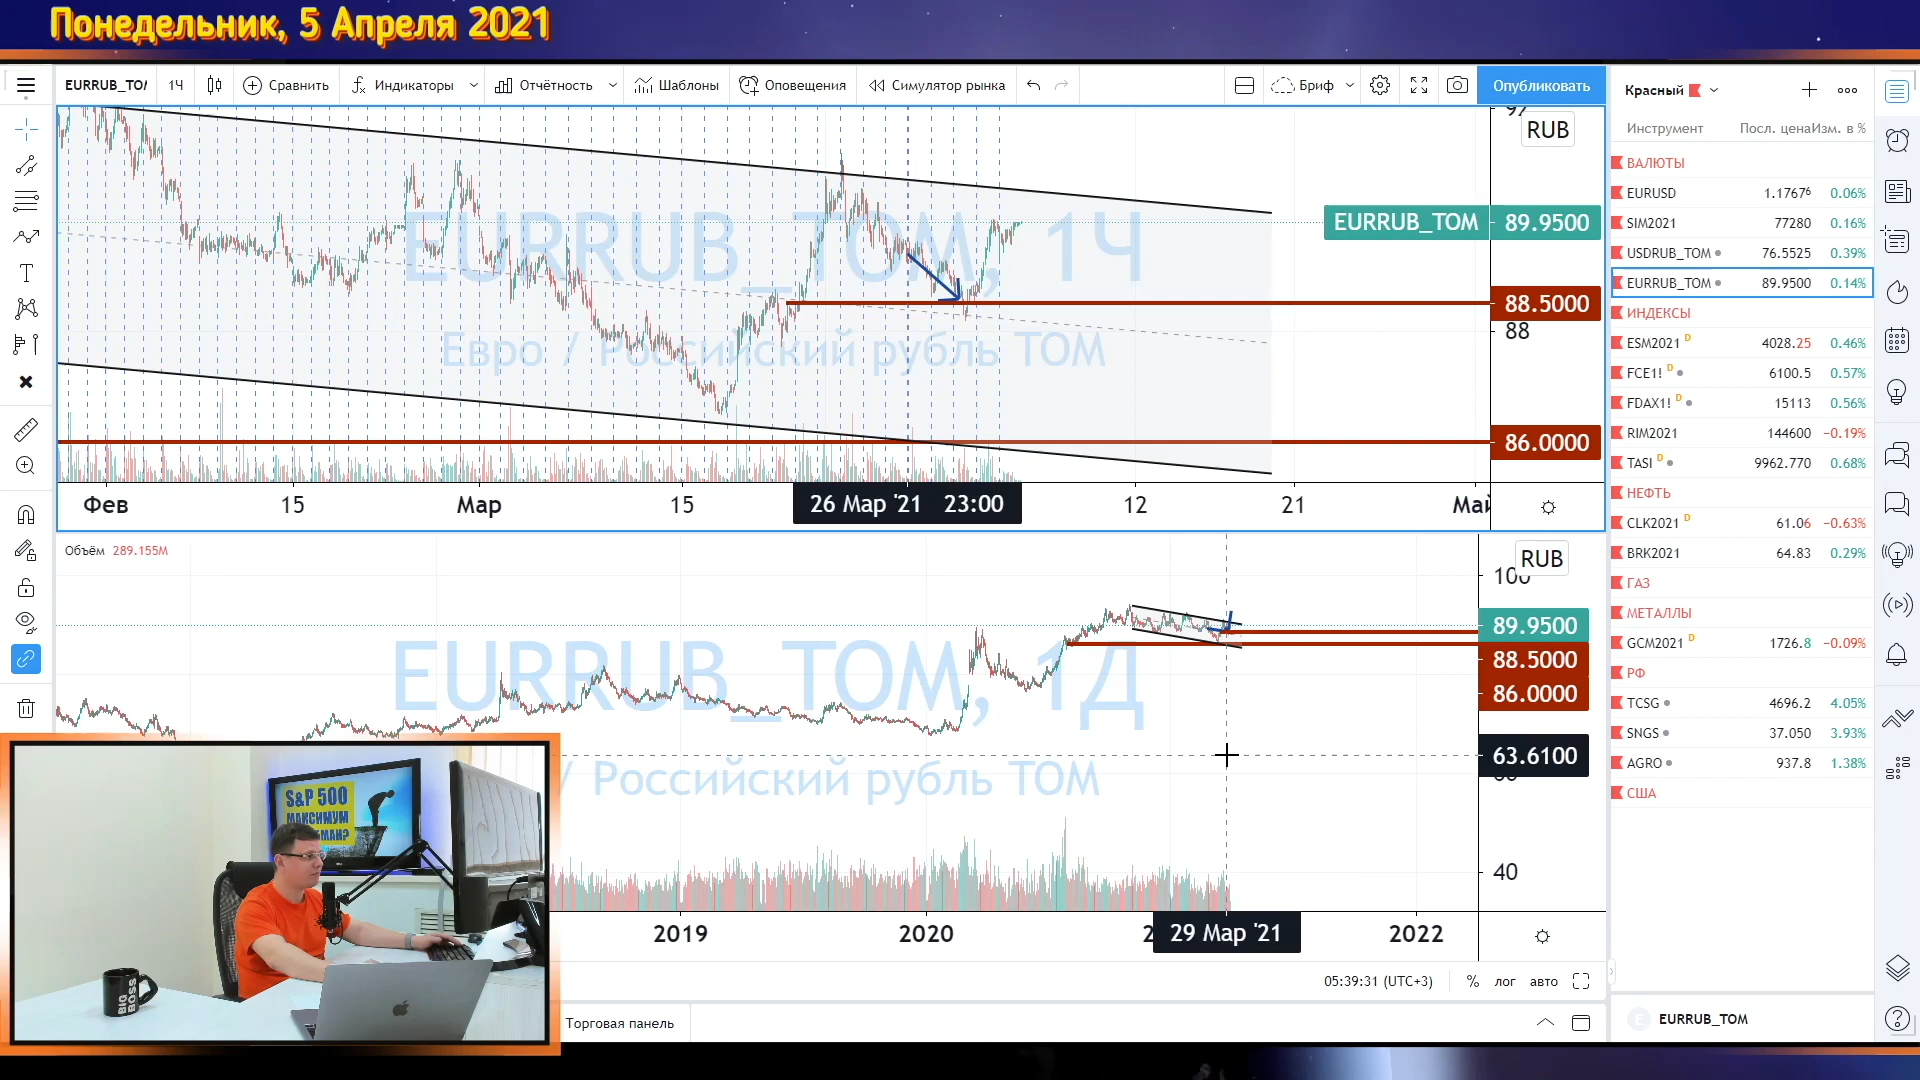 Понедельник, 5 Апреля 2021
EURRUB_TO
1Ч
Сравнить
Индикаторы
Отчётность
Шаблоны
Оповещения
Симулятор рынка
Бриф
Опубликовать
RUB
EURRUB_TOM, 1Ч
Евро / Российский рубль ТОМ
EURRUB_TOM 89.9500
88.5000
88
86.0000
Фев 15 Мар 15 26 Мар '21 23:00 12 21 Май
Объём 289.155M
RUB
100
EURRUB_TOM, 1Д
/ Российский рубль ТОМ
89.9500
88.5000
86.0000
63.6100
40
2019 2020 29 Мар '21 2022
05:39:31 (UTC+3) % лог авто
Торговая панель
S&P 500
МАКСИМУМ
BIG BOSS
Красный
Инструмент Посл. цена Изм. в %
ВАЛЮТЫ
EURUSD 1.1767⁶ 0.06%
SIM2021 77280 0.16%
USDRUB_TOM 76.5525 0.39%
EURRUB_TOM 89.9500 0.14%
ИНДЕКСЫ
ESM2021 D 4028.25 0.46%
FCE1! D 6100.5 0.57%
FDAX1! D 15113 0.56%
RIM2021 144600 −0.19%
TASI D 9962.770 0.68%
НЕФТЬ
CLK2021 D 61.06 −0.63%
BRK2021 64.83 0.29%
ГАЗ
МЕТАЛЛЫ
GCM2021 D 1726.8 −0.09%
РФ
TCSG 4696.2 4.05%
SNGS 37.050 3.93%
AGRO 937.8 1.38%
США
E EURRUB_TOM